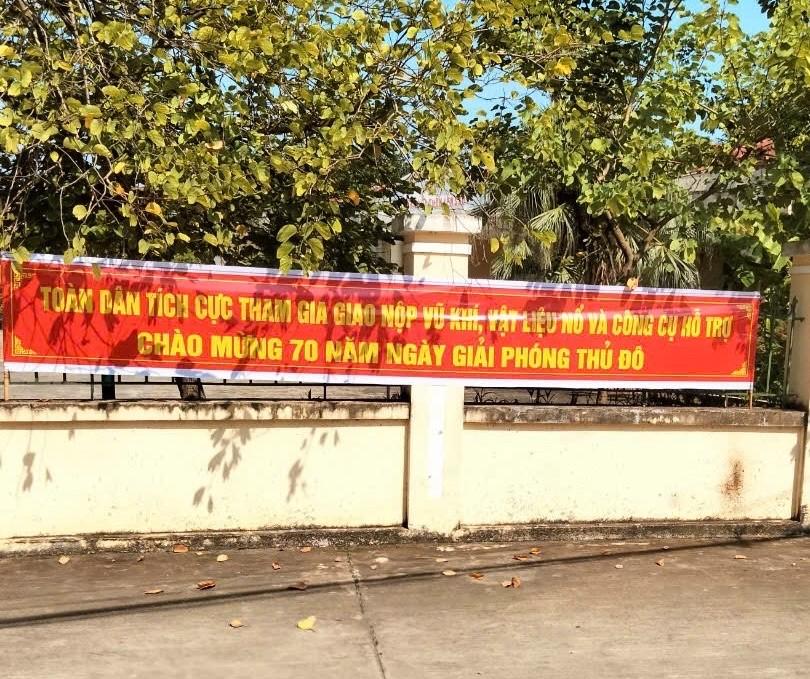 TOÀN DÂN TÍCH CỰC THAM GIA GIAO NỘP VŨ KHÍ, VẬT LIỆU NỔ VÀ CÔNG CỤ HỖ TRỢ
CHÀO MỪNG 70 NĂM NGÀY GIẢI PHÓNG THỦ ĐÔ